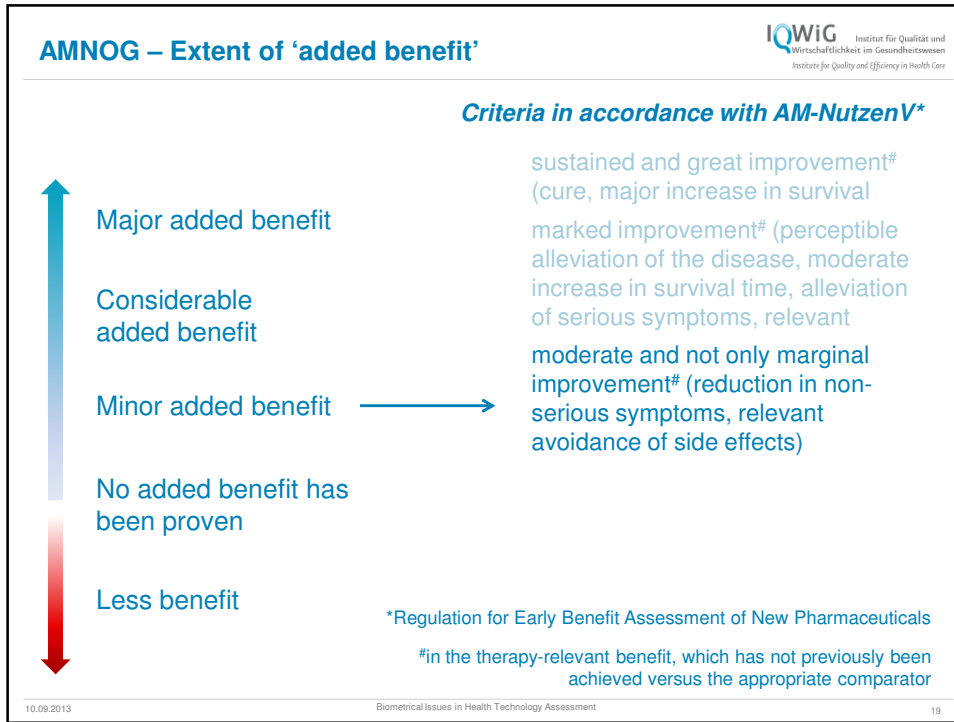 AMNOG – Extent of ‘added benefit’
IQWiG Institut für Qualität und
Wirtschaftlichkeit im Gesundheitswesen
Institute for Quality and Efficiency in Health Care
Criteria in accordance with AM-NutzenV*
sustained and great improvement#
(cure, major increase in survival
Major added benefit
marked improvement# (perceptible
alleviation of the disease, moderate
increase in survival time, alleviation
of serious symptoms, relevant
Considerable
added benefit
moderate and not only marginal
improvement# (reduction in non-
serious symptoms, relevant
avoidance of side effects)
Minor added benefit
No added benefit has
been proven
Less benefit
*Regulation for Early Benefit Assessment of New Pharmaceuticals
#in the therapy-relevant benefit, which has not previously been
achieved versus the appropriate comparator
10.09.2013
Biometrical Issues in Health Technology Assessment
19